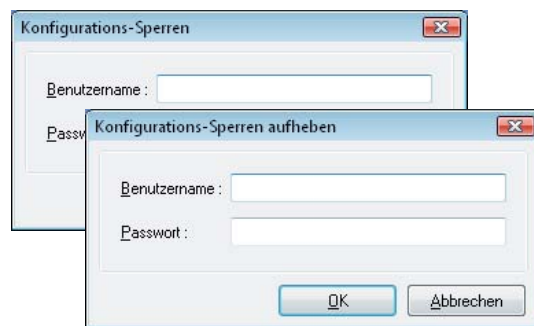 Konfigurations-Sperren
Benutzername :
Passw
Konfigurations-Sperren aufheben
Benutzername :
Passwort :
OK
Abbrechen